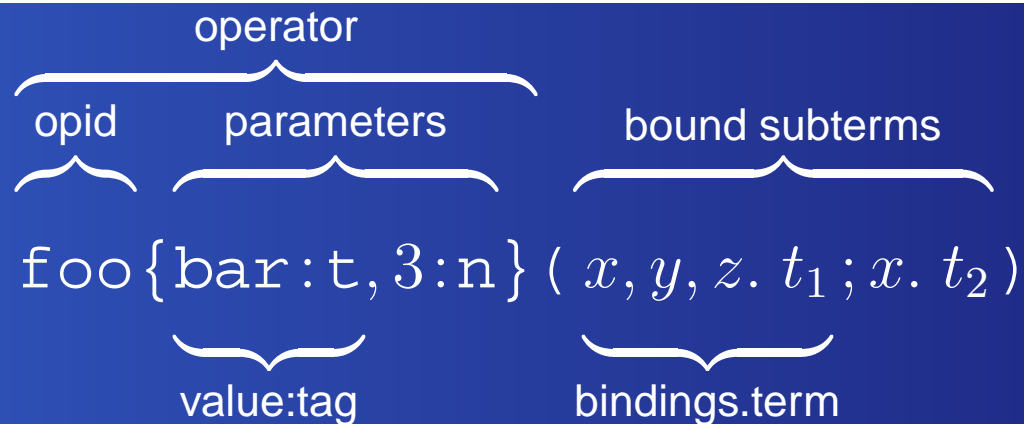 operator
opid parameters bound subterms
foo{bar:t,3:n}(x,y,z. t₁;x. t₂)
value:tag bindings.term